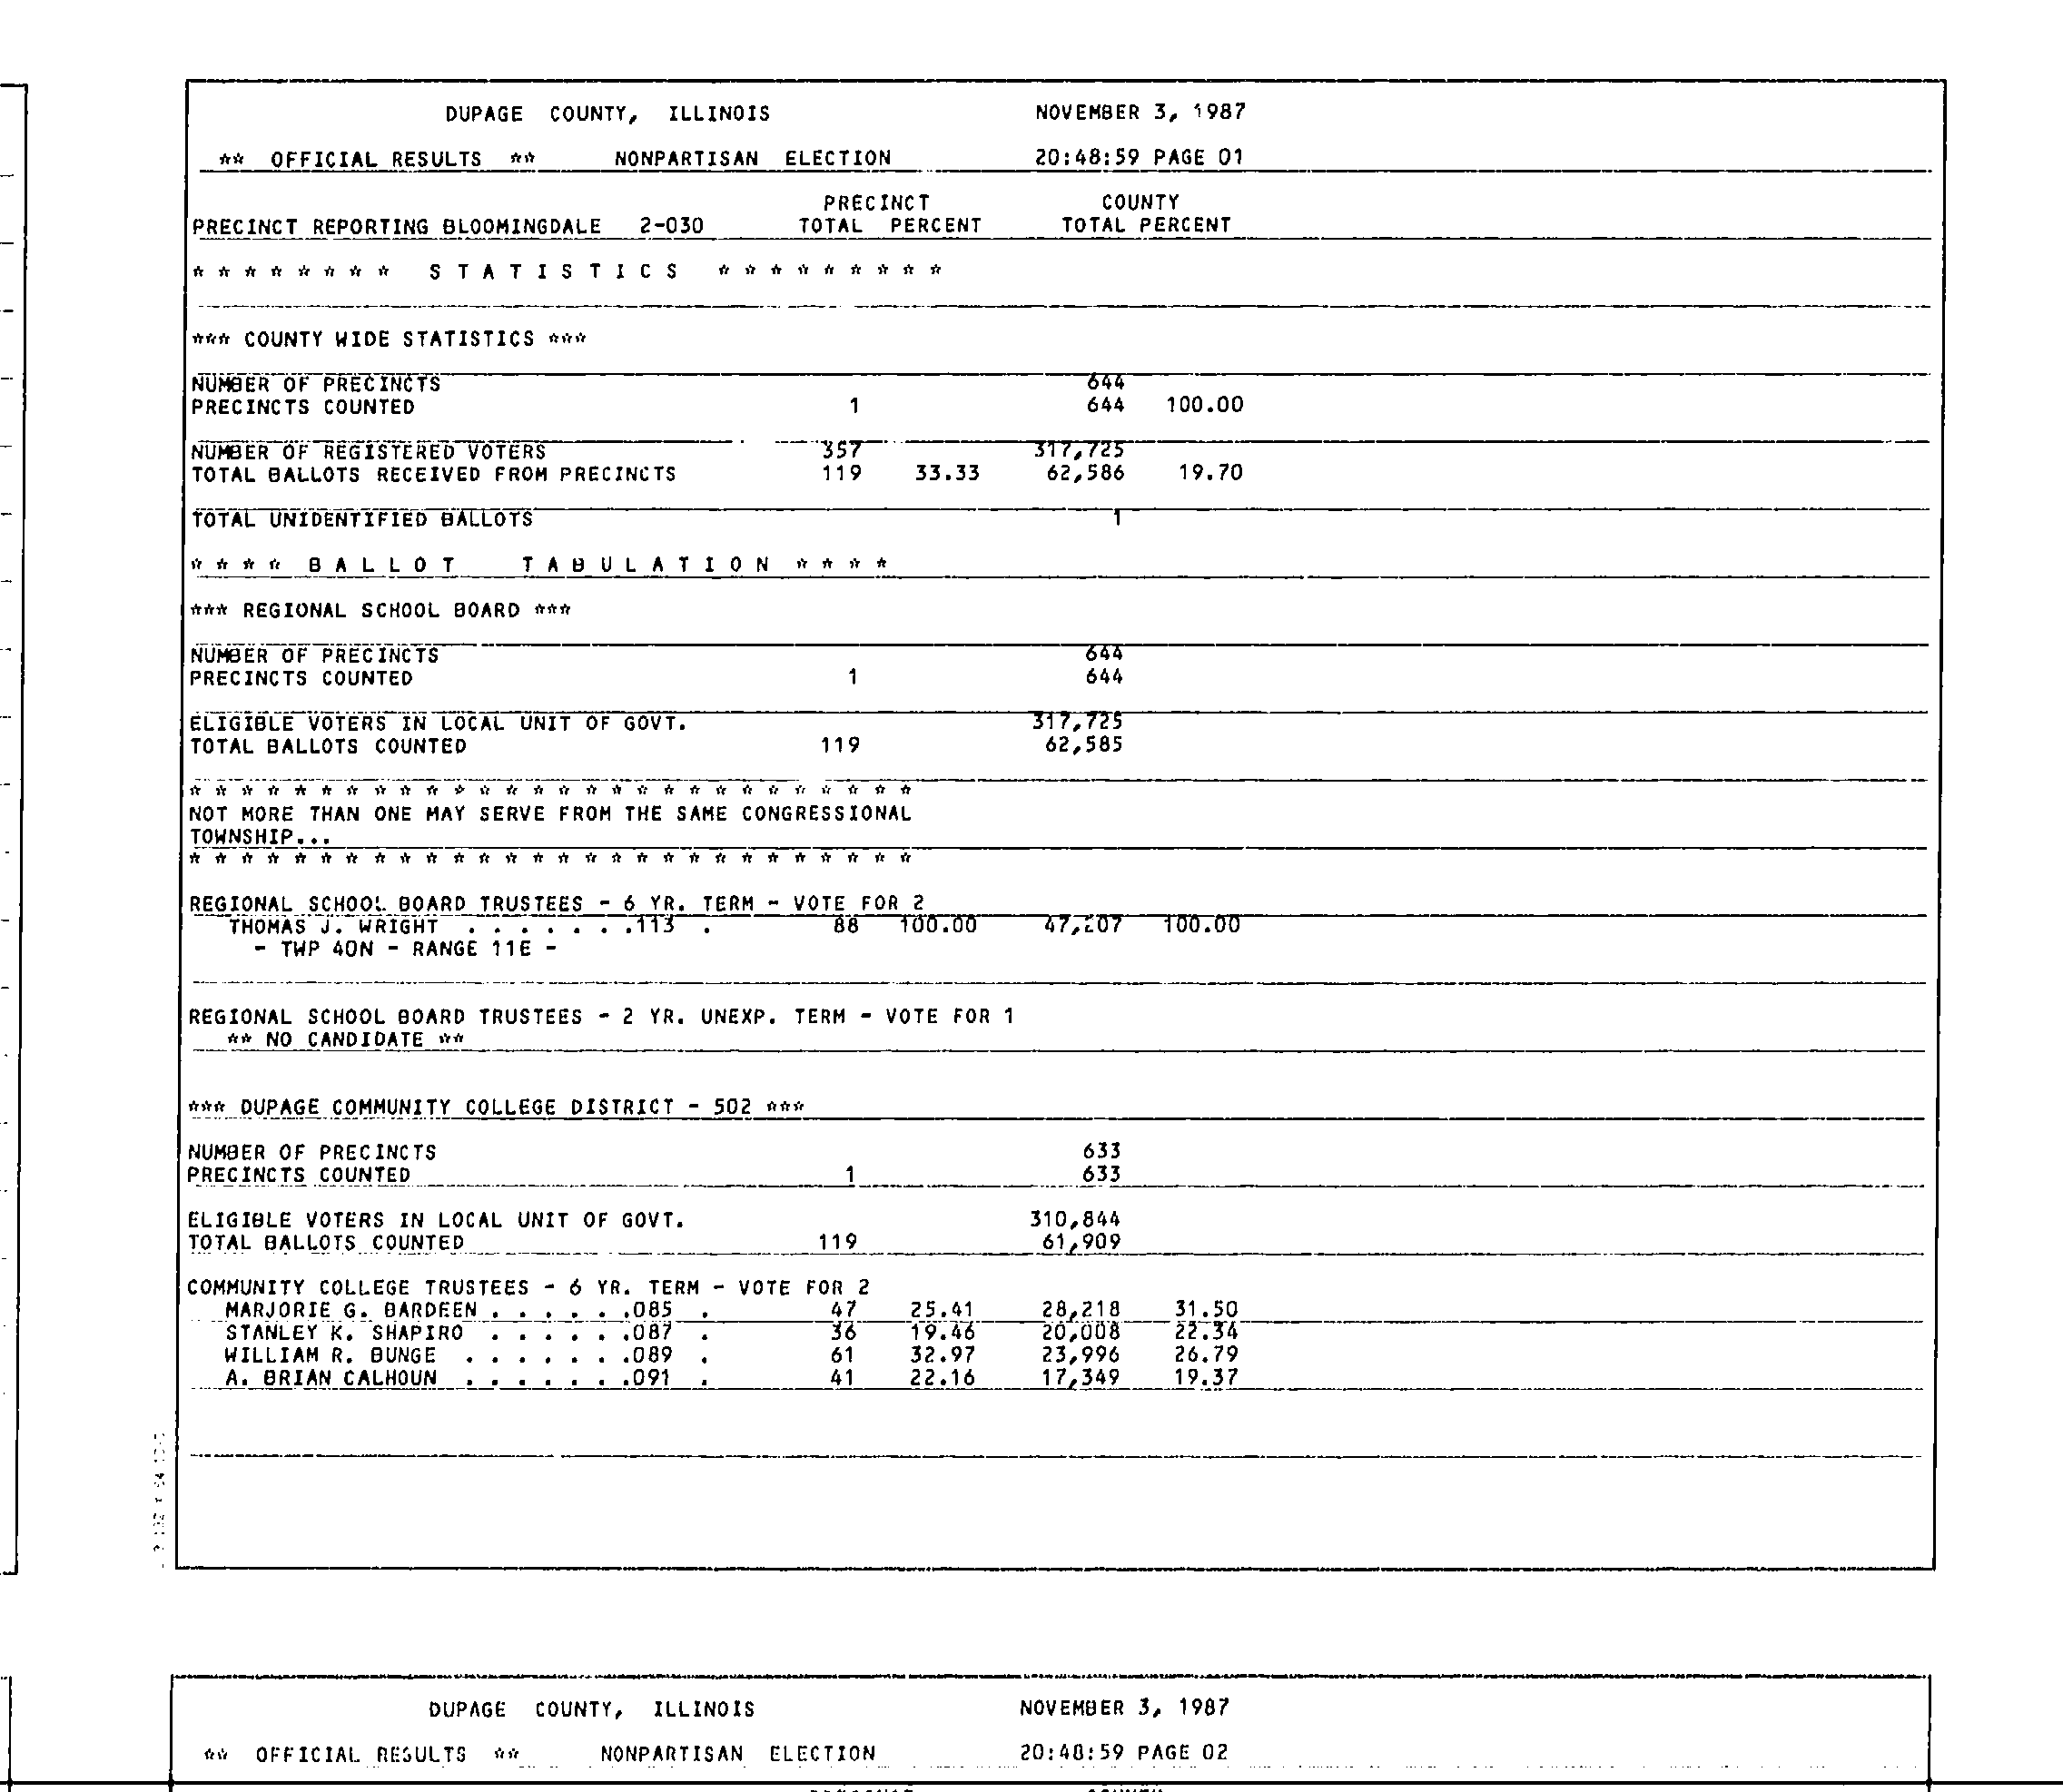 DUPAGE COUNTY, ILLINOIS NOVEMBER 3, 1987
** OFFICIAL RESULTS ** NONPARTISAN ELECTION 20:48:59 PAGE 01
PRECINCT COUNTY
PRECINCT REPORTING BLOOMINGDALE 2-030 TOTAL PERCENT TOTAL PERCENT
* * * * * * * * S T A T I S T I C S * * * * * * * * *
*** COUNTY WIDE STATISTICS ***
NUMBER OF PRECINCTS 644
PRECINCTS COUNTED 1 644 100.00
NUMBER OF REGISTERED VOTERS 357 317,725
TOTAL BALLOTS RECEIVED FROM PRECINCTS 119 33.33 62,586 19.70
TOTAL UNIDENTIFIED BALLOTS 1
* * * * B A L L O T T A B U L A T I O N * * * *
*** REGIONAL SCHOOL BOARD ***
NUMBER OF PRECINCTS 644
PRECINCTS COUNTED 1 644
ELIGIBLE VOTERS IN LOCAL UNIT OF GOVT. 317,725
TOTAL BALLOTS COUNTED 119 62,585
* * * * * * * * * * * * * * * * * * * * * * * * * * * *
NOT MORE THAN ONE MAY SERVE FROM THE SAME CONGRESSIONAL
TOWNSHIP...
* * * * * * * * * * * * * * * * * * * * * * * * * * * *
REGIONAL SCHOOL BOARD TRUSTEES - 6 YR. TERM - VOTE FOR 2
THOMAS J. WRIGHT . . . . . . .113 . 88 100.00 47,207 100.00
- TWP 40N - RANGE 11E -
REGIONAL SCHOOL BOARD TRUSTEES - 2 YR. UNEXP. TERM - VOTE FOR 1
** NO CANDIDATE **
*** DUPAGE COMMUNITY COLLEGE DISTRICT - 502 ***
NUMBER OF PRECINCTS 633
PRECINCTS COUNTED 1 633
ELIGIBLE VOTERS IN LOCAL UNIT OF GOVT. 310,844
TOTAL BALLOTS COUNTED 119 61,909
COMMUNITY COLLEGE TRUSTEES - 6 YR. TERM - VOTE FOR 2
MARJORIE G. BARDEEN . . . . . .085 . 47 25.41 28,218 31.50
STANLEY K. SHAPIRO . . . . . .087 . 36 19.46 20,008 22.34
WILLIAM R. BUNGE . . . . . . .089 . 61 32.97 23,996 26.79
A. BRIAN CALHOUN . . . . . . .091 . 41 22.16 17,349 19.37
DUPAGE COUNTY, ILLINOIS NOVEMBER 3, 1987
** OFFICIAL RESULTS ** NONPARTISAN ELECTION 20:48:59 PAGE 02